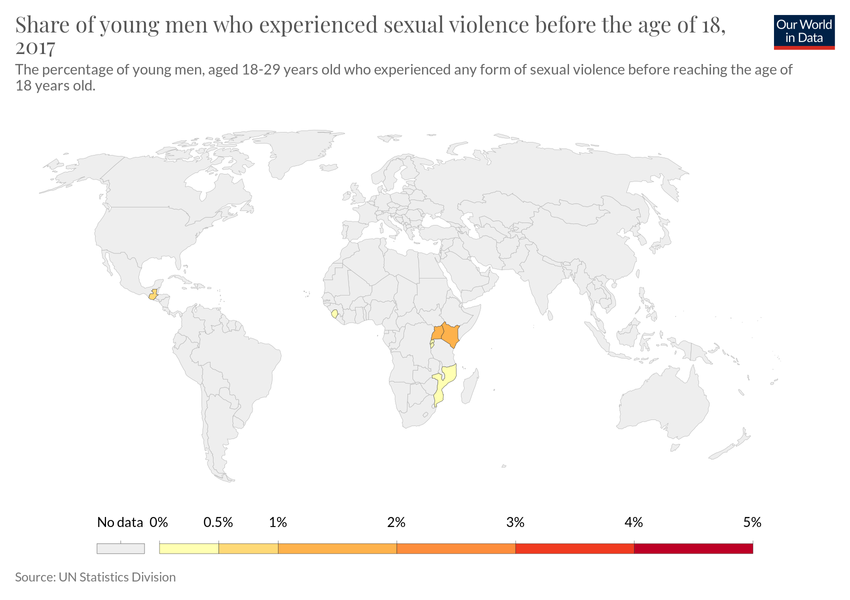 Share of young men who experienced sexual violence before the age of 18,
2017
Our World
in Data
The percentage of young men, aged 18-29 years old who experienced any form of sexual violence before reaching the age of
18 years old.
No data 0% 0.5% 1% 2% 3% 4% 5%
Source: UN Statistics Division